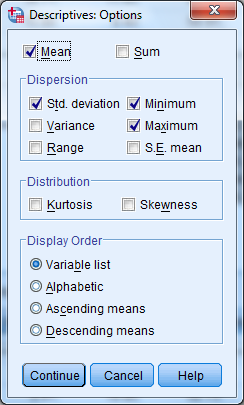 Descriptives: Options
Mean Sum
Dispersion
Std. deviation Minimum
Variance Maximum
Range S.E. mean
Distribution
Kurtosis Skewness
Display Order
Variable list
Alphabetic
Ascending means
Descending means
Continue Cancel Help